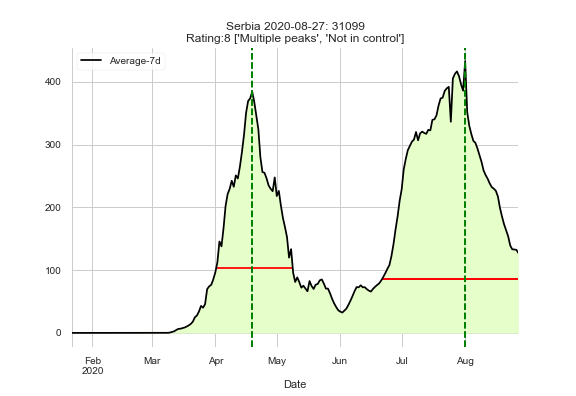 Serbia 2020-08-27: 31099
Rating:8 ['Multiple peaks', 'Not in control']
Average-7d
400
300
200
100
0
Feb
2020
Mar
Apr
May
Jun
Jul
Aug
Date